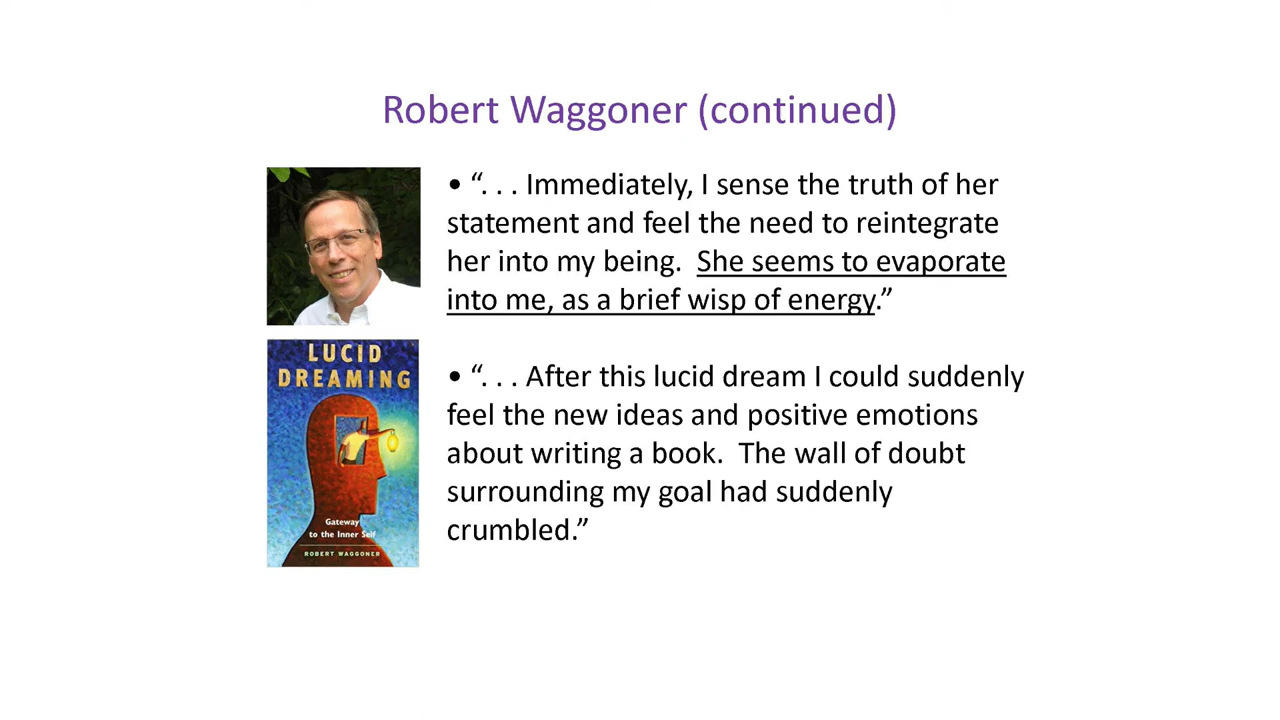 Robert Waggoner (continued)
• “. . . Immediately, I sense the truth of her
statement and feel the need to reintegrate
her into my being.  She seems to evaporate
into me, as a brief wisp of energy.”
LUCID
DREAMING
Gateway
to the Inner Self
ROBERT WAGGONER
• “. . . After this lucid dream I could suddenly
feel the new ideas and positive emotions
about writing a book.  The wall of doubt
surrounding my goal had suddenly
crumbled.”